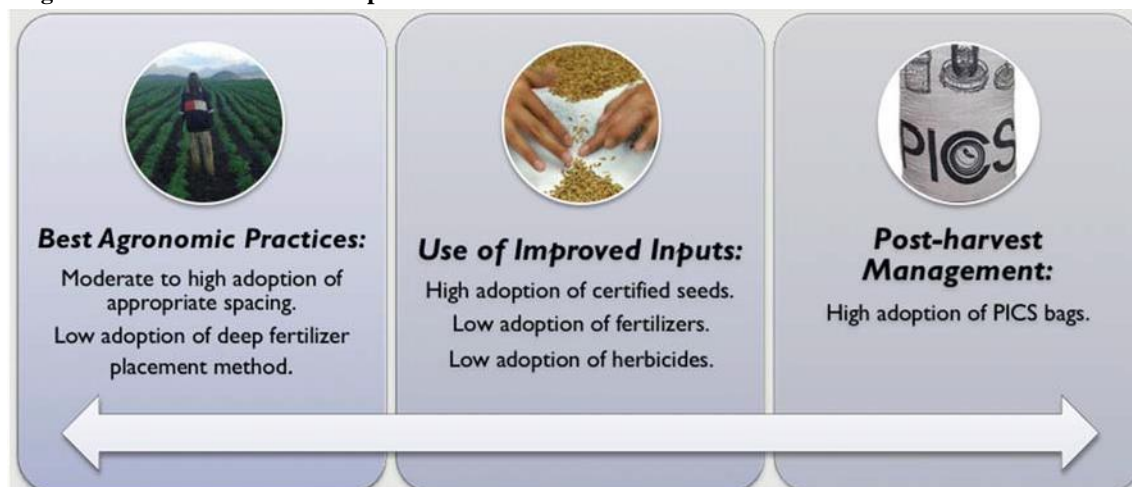 Best Agronomic Practices:
Moderate to high adoption of
appropriate spacing.
Low adoption of deep fertilizer
placement method.
Use of Improved Inputs:
High adoption of certified seeds.
Low adoption of fertilizers.
Low adoption of herbicides.
PICS
Post-harvest
Management:
High adoption of PICS bags.